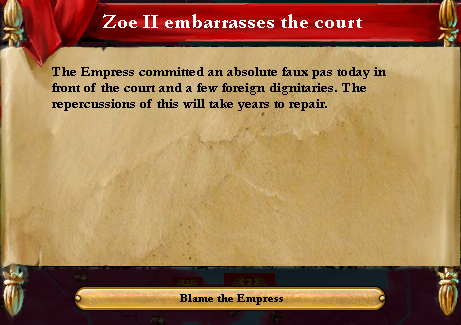 Zoe II embarrasses the court
The Empress committed an absolute faux pas today in
front of the court and a few foreign dignitaries. The
repercussions of this will take years to repair.
Blame the Empress